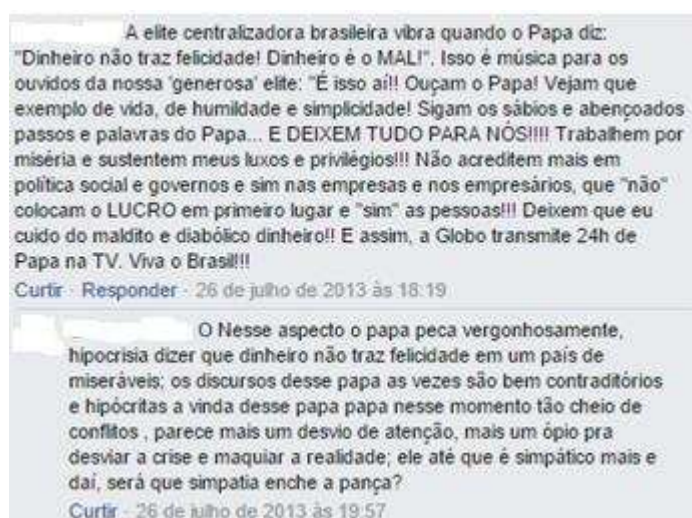 A elite centralizadora brasileira vibra quando o Papa diz:
"Dinheiro não traz felicidade! Dinheiro é o MAL!". Isso é música para os
ouvidos da nossa 'generosa' elite: "É isso aí!! Ouçam o Papa! Vejam que
exemplo de vida, de humildade e simplicidade! Sigam os sábios e abençoados
passos e palavras do Papa... E DEIXEM TUDO PARA NÓS!!!! Trabalhem por
miséria e sustentem meus luxos e privilégios!!! Não acreditem mais em
política social e governos e sim nas empresas e nos empresários, que "não"
colocam o LUCRO em primeiro lugar e "sim" as pessoas!!! Deixem que eu
cuido do maldito e diabólico dinheiro!! E assim, a Globo transmite 24h de
Papa na TV. Viva o Brasil!!!
Curtir · Responder · 26 de julho de 2013 às 18:19
O Nesse aspecto o papa peca vergonhosamente,
hipocrisia dizer que dinheiro não traz felicidade em um país de
miseráveis; os discursos desse papa as vezes são bem contraditórios
e hipócritas a vinda desse papa papa nesse momento tão cheio de
conflitos , parece mais um desvio de atenção, mais um ópio pra
desviar a crise e maquiar a realidade; ele até que é simpático mais e
daí, será que simpatia enche a pança?
Curtir · 26 de julho de 2013 às 19:57